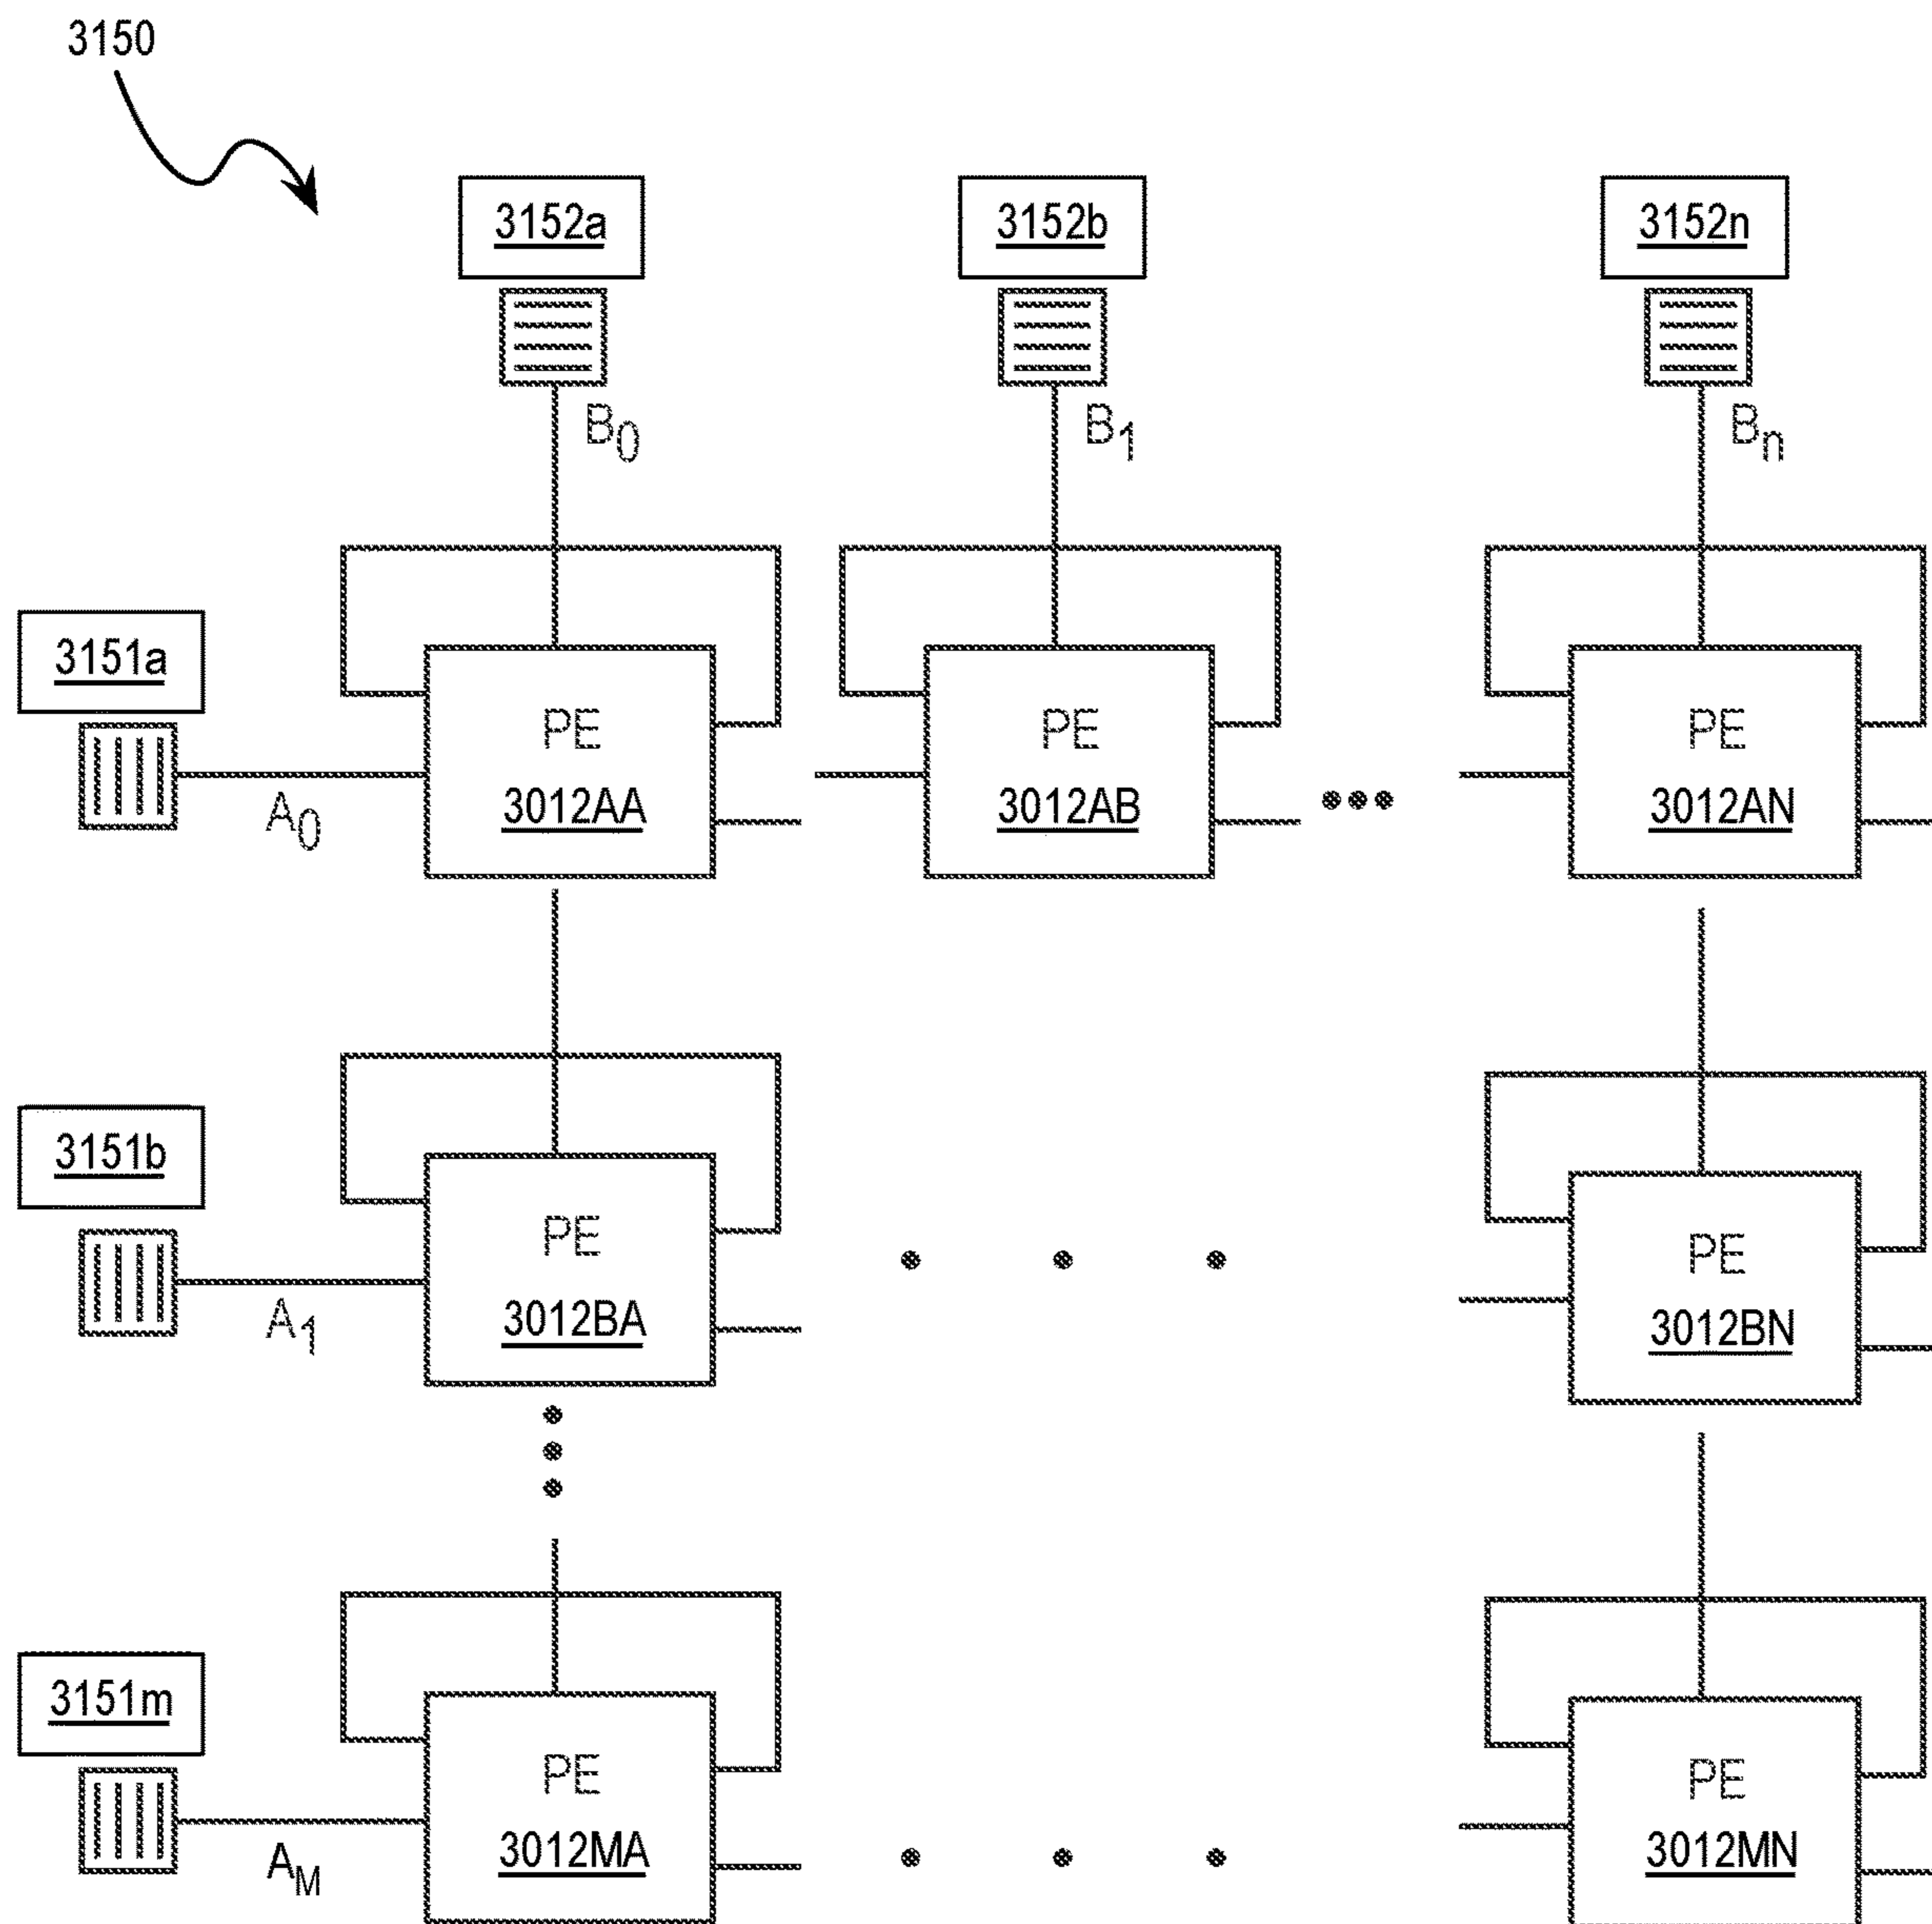 3150
3152a
3152b
3152n
B0
B1
Bn
3151a
PE
3012AA
PE
3012AB
PE
3012AN
A0
3151b
PE
3012BA
PE
3012BN
A1
3151m
PE
3012MA
PE
3012MN
AM